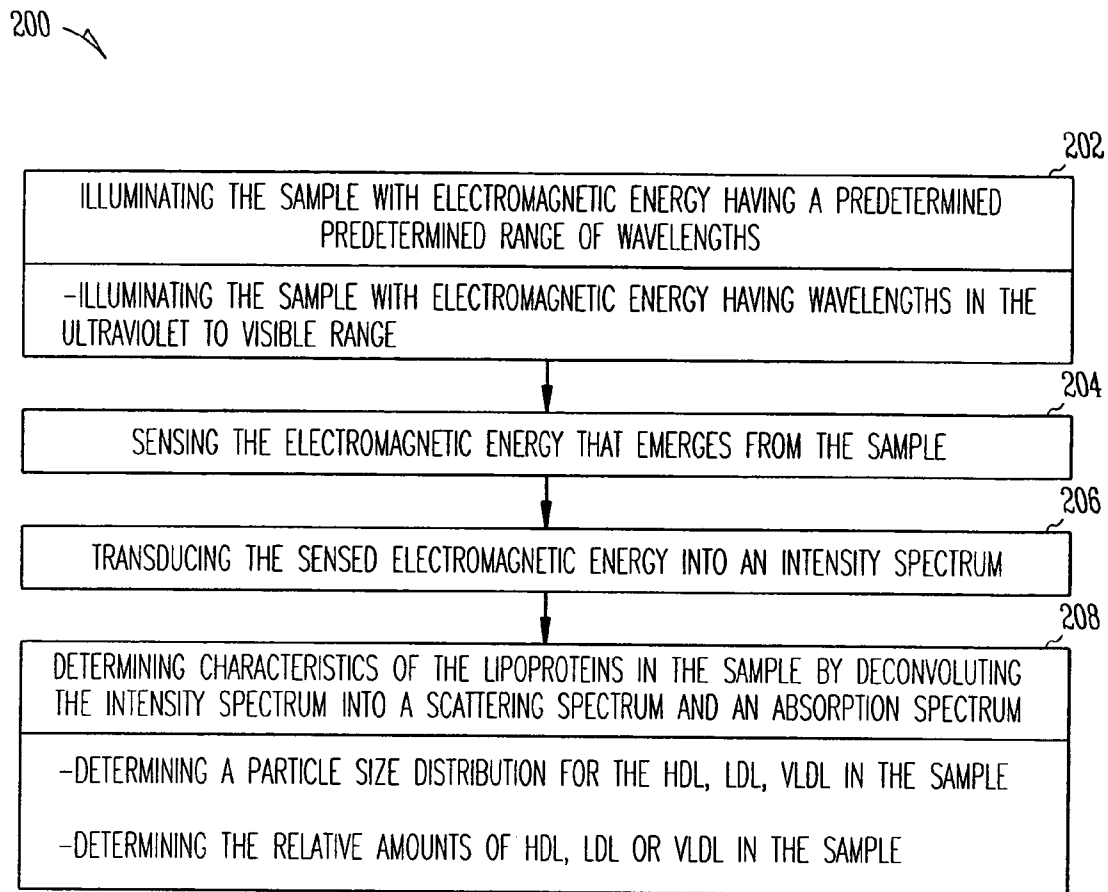 200
202
ILLUMINATING THE SAMPLE WITH ELECTROMAGNETIC ENERGY HAVING A PREDETERMINED
PREDETERMINED RANGE OF WAVELENGTHS
-ILLUMINATING THE SAMPLE WITH ELECTROMAGNETIC ENERGY HAVING WAVELENGTHS IN THE
ULTRAVIOLET TO VISIBLE RANGE
204
SENSING THE ELECTROMAGNETIC ENERGY THAT EMERGES FROM THE SAMPLE
206
TRANSDUCING THE SENSED ELECTROMAGNETIC ENERGY INTO AN INTENSITY SPECTRUM
208
DETERMINING CHARACTERISTICS OF THE LIPOPROTEINS IN THE SAMPLE BY DECONVOLUTING
THE INTENSITY SPECTRUM INTO A SCATTERING SPECTRUM AND AN ABSORPTION SPECTRUM
-DETERMINING A PARTICLE SIZE DISTRIBUTION FOR THE HDL, LDL, VLDL IN THE SAMPLE
-DETERMINING THE RELATIVE AMOUNTS OF HDL, LDL OR VLDL IN THE SAMPLE